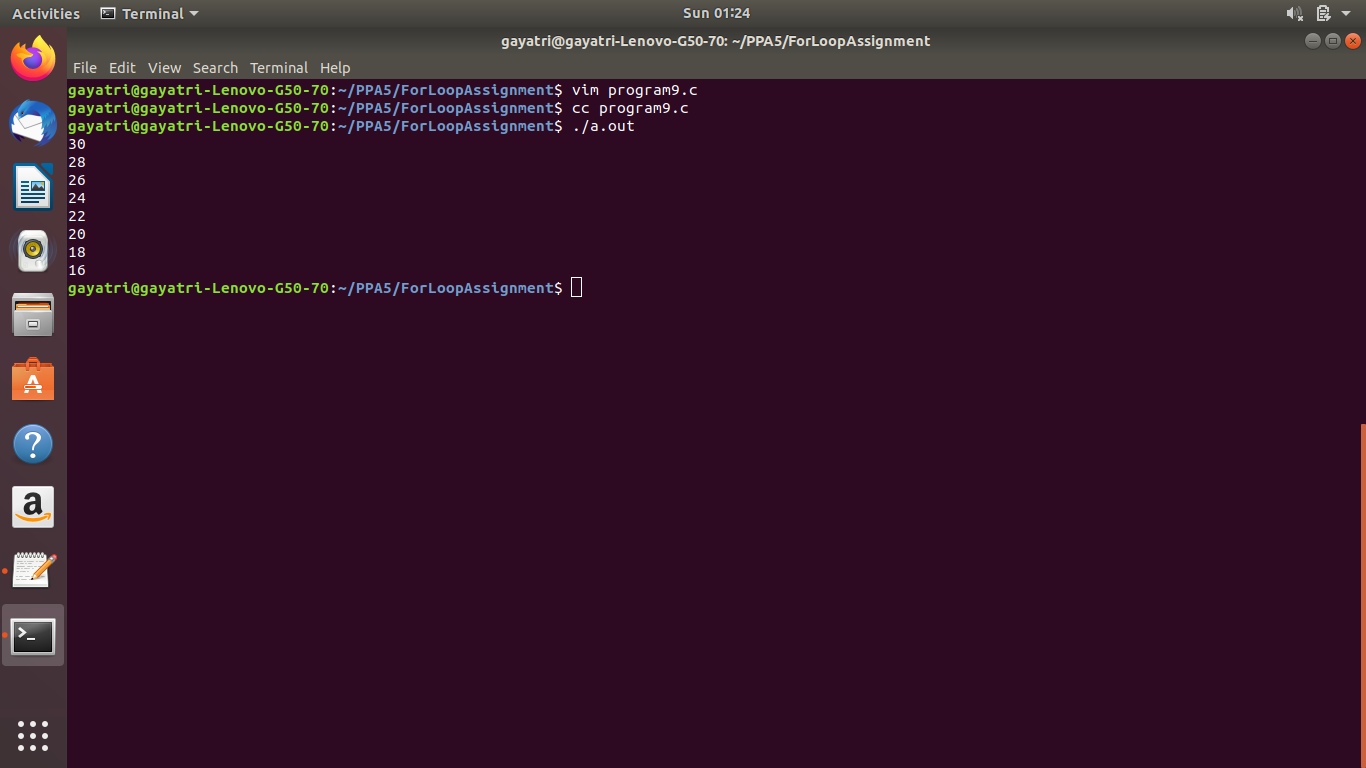 Activities Terminal Sun 01:24
gayatri@gayatri-Lenovo-G50-70: ~/PPA5/ForLoopAssignment
File Edit View Search Terminal Help
gayatri@gayatri-Lenovo-G50-70:~/PPA5/ForLoopAssignment$ vim program9.c
gayatri@gayatri-Lenovo-G50-70:~/PPA5/ForLoopAssignment$ cc program9.c
gayatri@gayatri-Lenovo-G50-70:~/PPA5/ForLoopAssignment$ ./a.out
30
28
26
24
22
20
18
16
gayatri@gayatri-Lenovo-G50-70:~/PPA5/ForLoopAssignment$